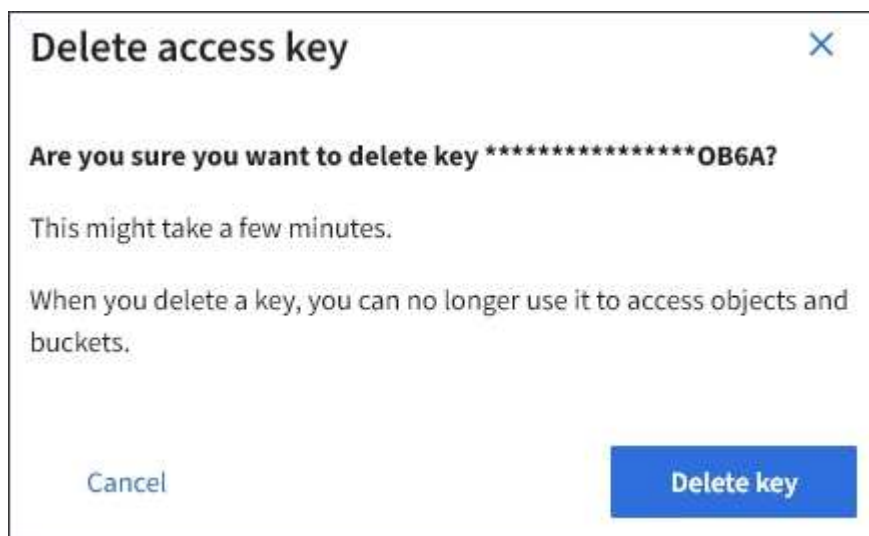 Delete access key
Are you sure you want to delete key ****************OB6A?
This might take a few minutes.
When you delete a key, you can no longer use it to access objects and
buckets.
Cancel
Delete key